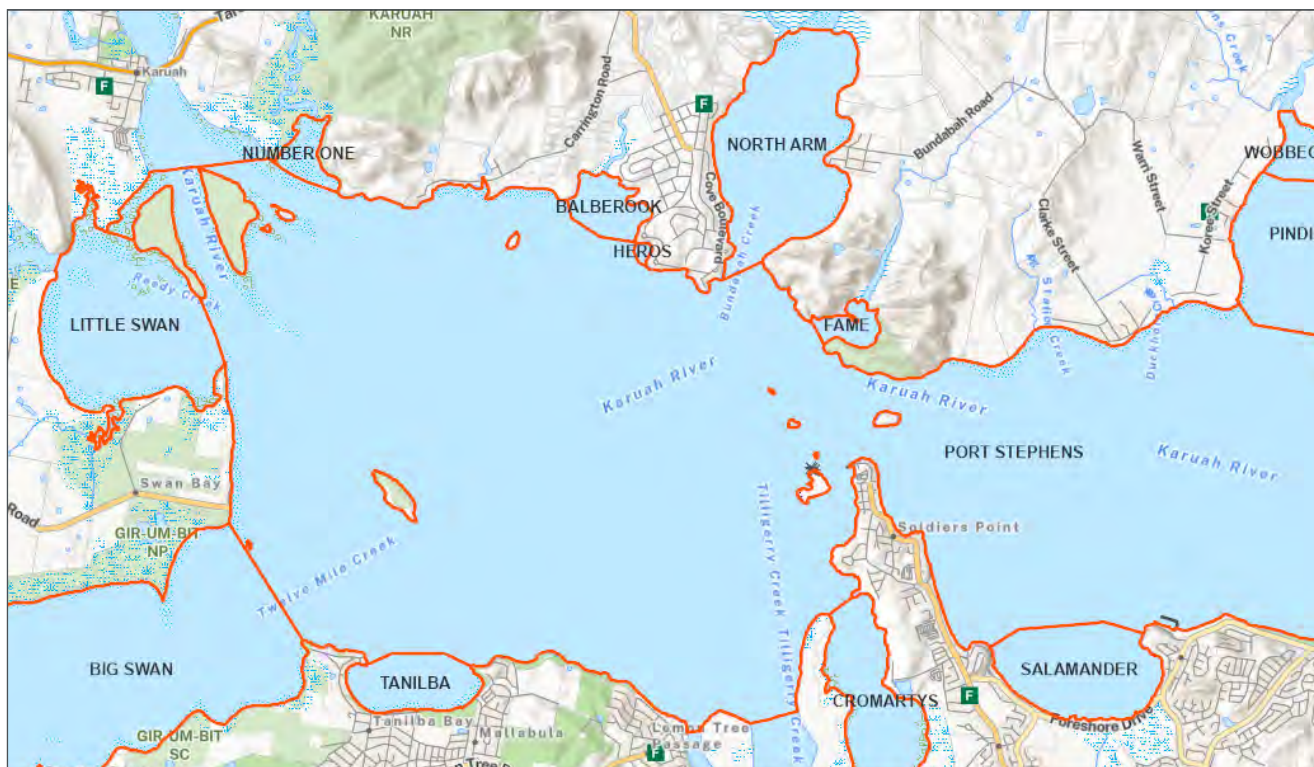 KARUAH
NR
Karuah
F
Carrington Road
F
NUMBER ONE
NORTH ARM
Bundabah Road
Warri Street
WOBBEG
BALBEROOK
Cove Boulevard
Clarke Street
Koree Street
PINDI
HEROS
Karuah River
Reedy Creek
Bundabah Creek
LITTLE SWAN
FAME
Karuah River
Karuah River
PORT STEPHENS
Karuah River
Swan Bay
Road
GIR-UM-BIT
NP
Soldiers Point
Twelve Mile Creek
Tilligerry Creek
Tilligerry Creek
BIG SWAN
TANILBA
SALAMANDER
CROMARTYS
F
Foreshore Drive
Tanilba Bay
Mallabula
Lemon Tree
Passage
F
GIR-UM-BIT
SC